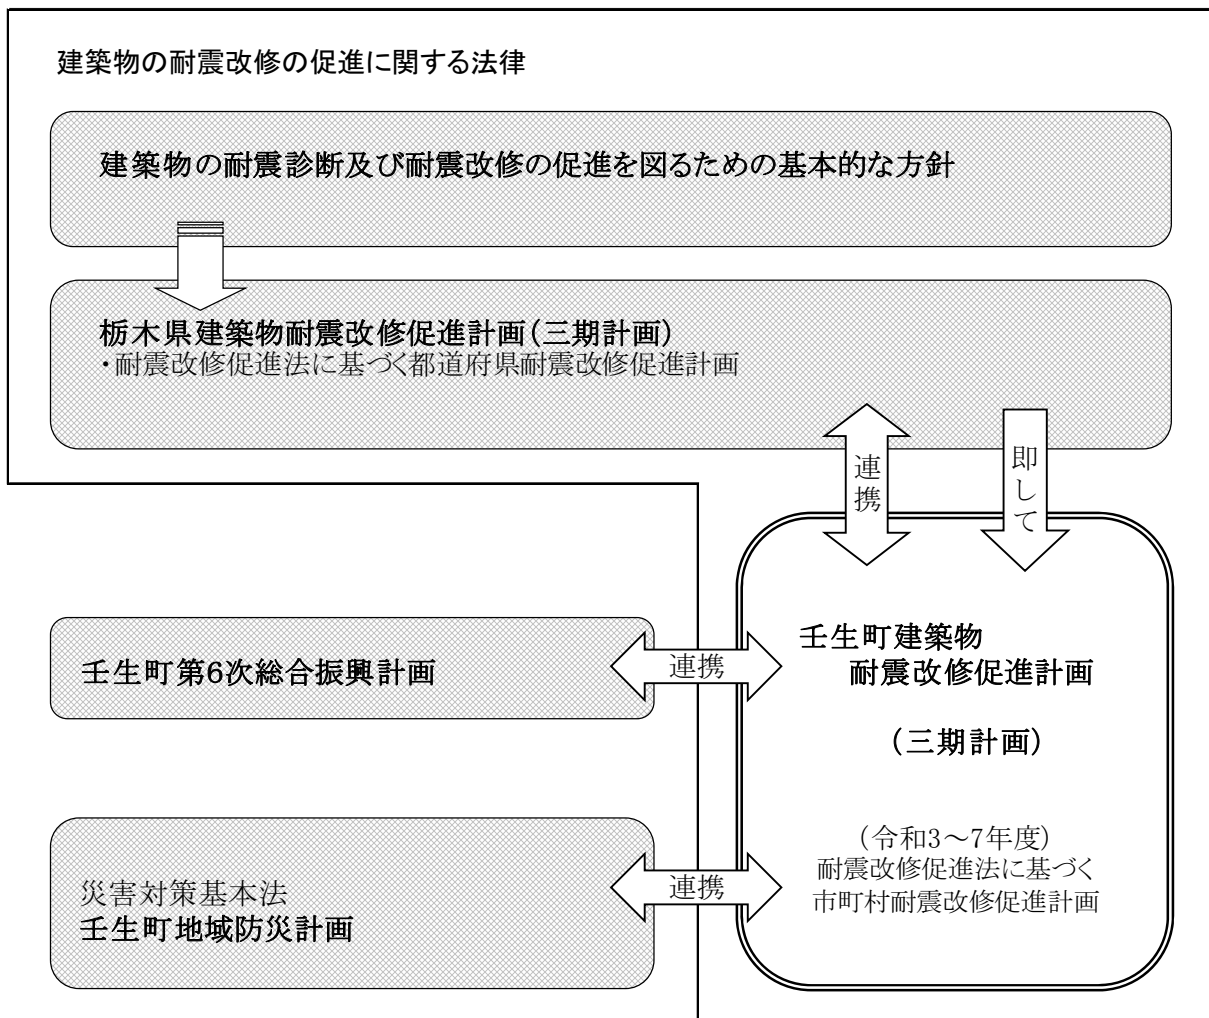 建築物の耐震改修の促進に関する法律
建築物の耐震診断及び耐震改修の促進を図るための基本的な方針
栃木県建築物耐震改修促進計画(三期計画)
・耐震改修促進法に基づく都道府県耐震改修促進計画
連携
即して
壬生町建築物
耐震改修促進計画
(三期計画)
(令和3～7年度)
耐震改修促進法に基づく
市町村耐震改修促進計画
壬生町第6次総合振興計画
連携
災害対策基本法
壬生町地域防災計画
連携